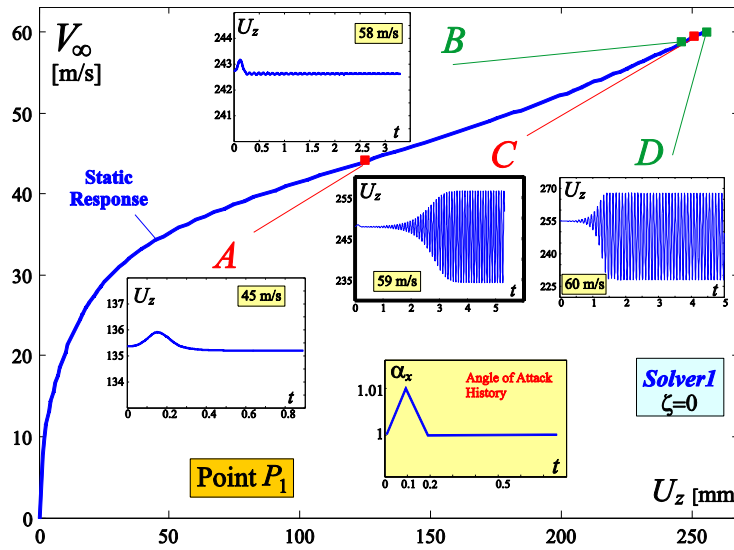 V∞
[m/s]
60
50
40
30
20
10
0
0
50
100
150
200
250
U_z [mm]
U_z
58 m/s
244
243
242
241
0
0.5
1
1.5
2
2.5
3
t
B
C
D
A
Static
Response
U_z
255
245
235
59 m/s
0
1
2
3
4
5
t
U_z
270
255
240
225
60 m/s
0
1
2
3
4
5
t
U_z
45 m/s
137
136
135
134
0
0.2
0.4
0.6
0.8
t
α_x
1.01
1
Angle of Attack
History
0
0.1
0.2
0.5
t
Solver1
ζ=0
Point P₁